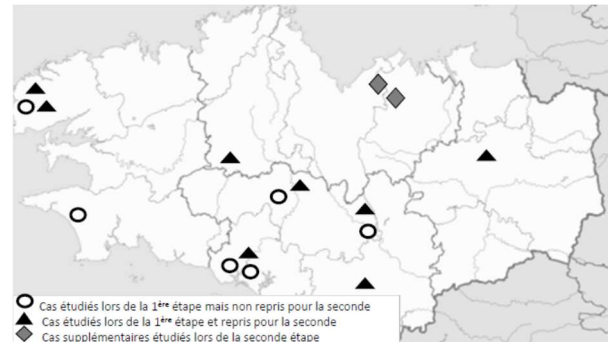 Cas étudiés lors de la 1ère étape mais non repris pour la seconde
Cas étudiés lors de la 1ère étape et repris pour la seconde
Cas supplémentaires étudiés lors de la seconde étape